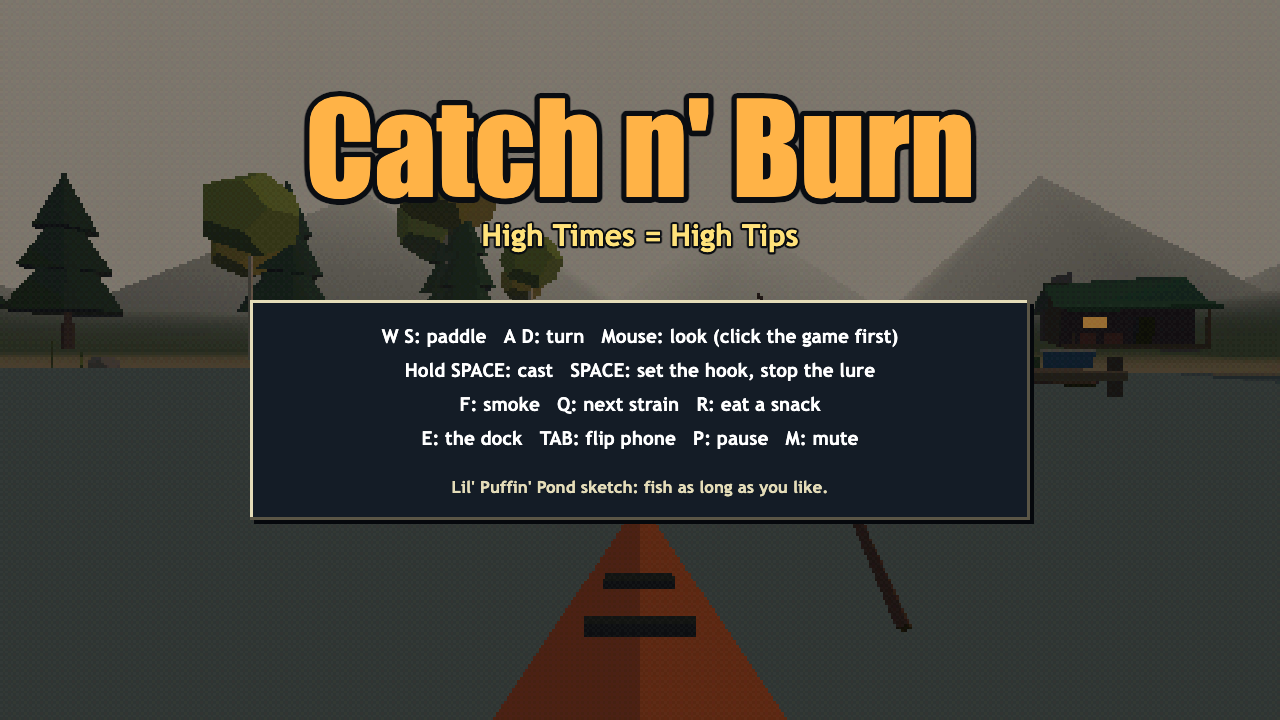 Catch n' Burn
High Times = High Tips
W S: paddle A D: turn Mouse: look (click the game first)
Hold SPACE: cast SPACE: set the hook, stop the lure
F: smoke Q: next strain R: eat a snack
E: the dock TAB: flip phone P: pause M: mute
Lil' Puffin' Pond sketch: fish as long as you like.